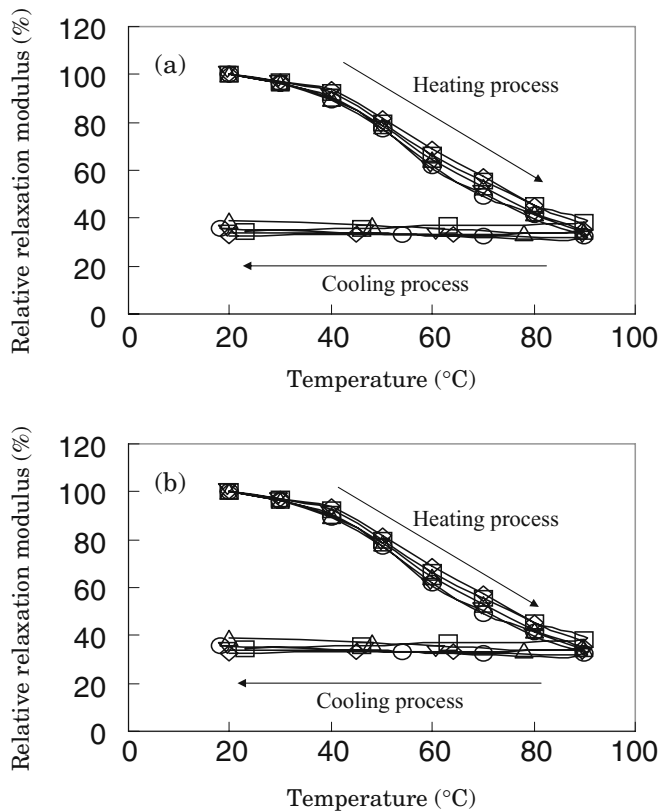 Relative relaxation modulus (%)
120
100
80
60
40
20
0
(a)
Heating process
Cooling process
0 20 40 60 80 100
Temperature (°C)
Relative relaxation modulus (%)
120
100
80
60
40
20
0
(b)
Heating process
Cooling process
0 20 40 60 80 100
Temperature (°C)